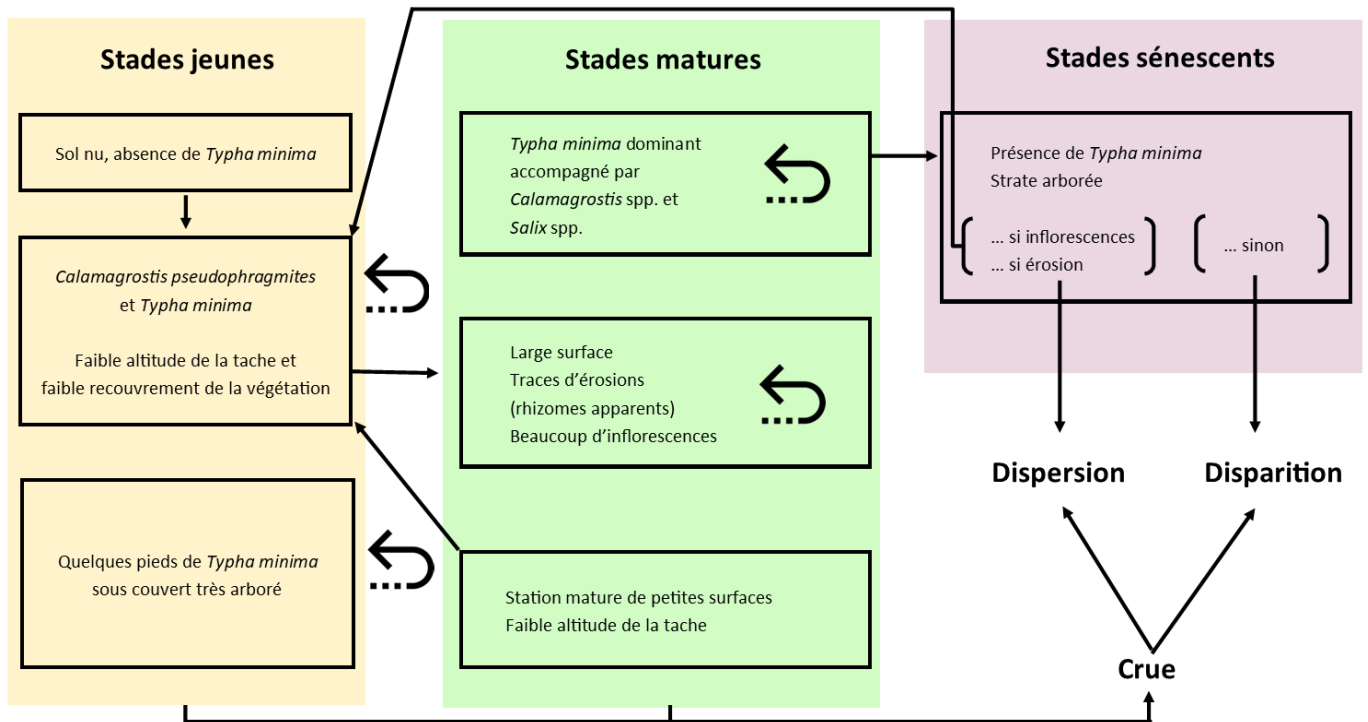 Stades jeunes
Sol nu, absence de Typha minima
Calamagrostis pseudophragmites
et Typha minima
Faible altitude de la tache et
faible recouvrement de la végétation
Quelques pieds de Typha minima
sous couvert très arboré
Stades matures
Typha minima dominant
accompagné par
Calamagrostis spp. et
Salix spp.
Large surface
Traces d’érosions
(rhizomes apparents)
Beaucoup d’inflorescences
Station mature de petites surfaces
Faible altitude de la tache
Stades sénescents
Présence de Typha minima
Strate arborée
... si inflorescences
... si érosion
... sinon
Dispersion
Disparition
Crue